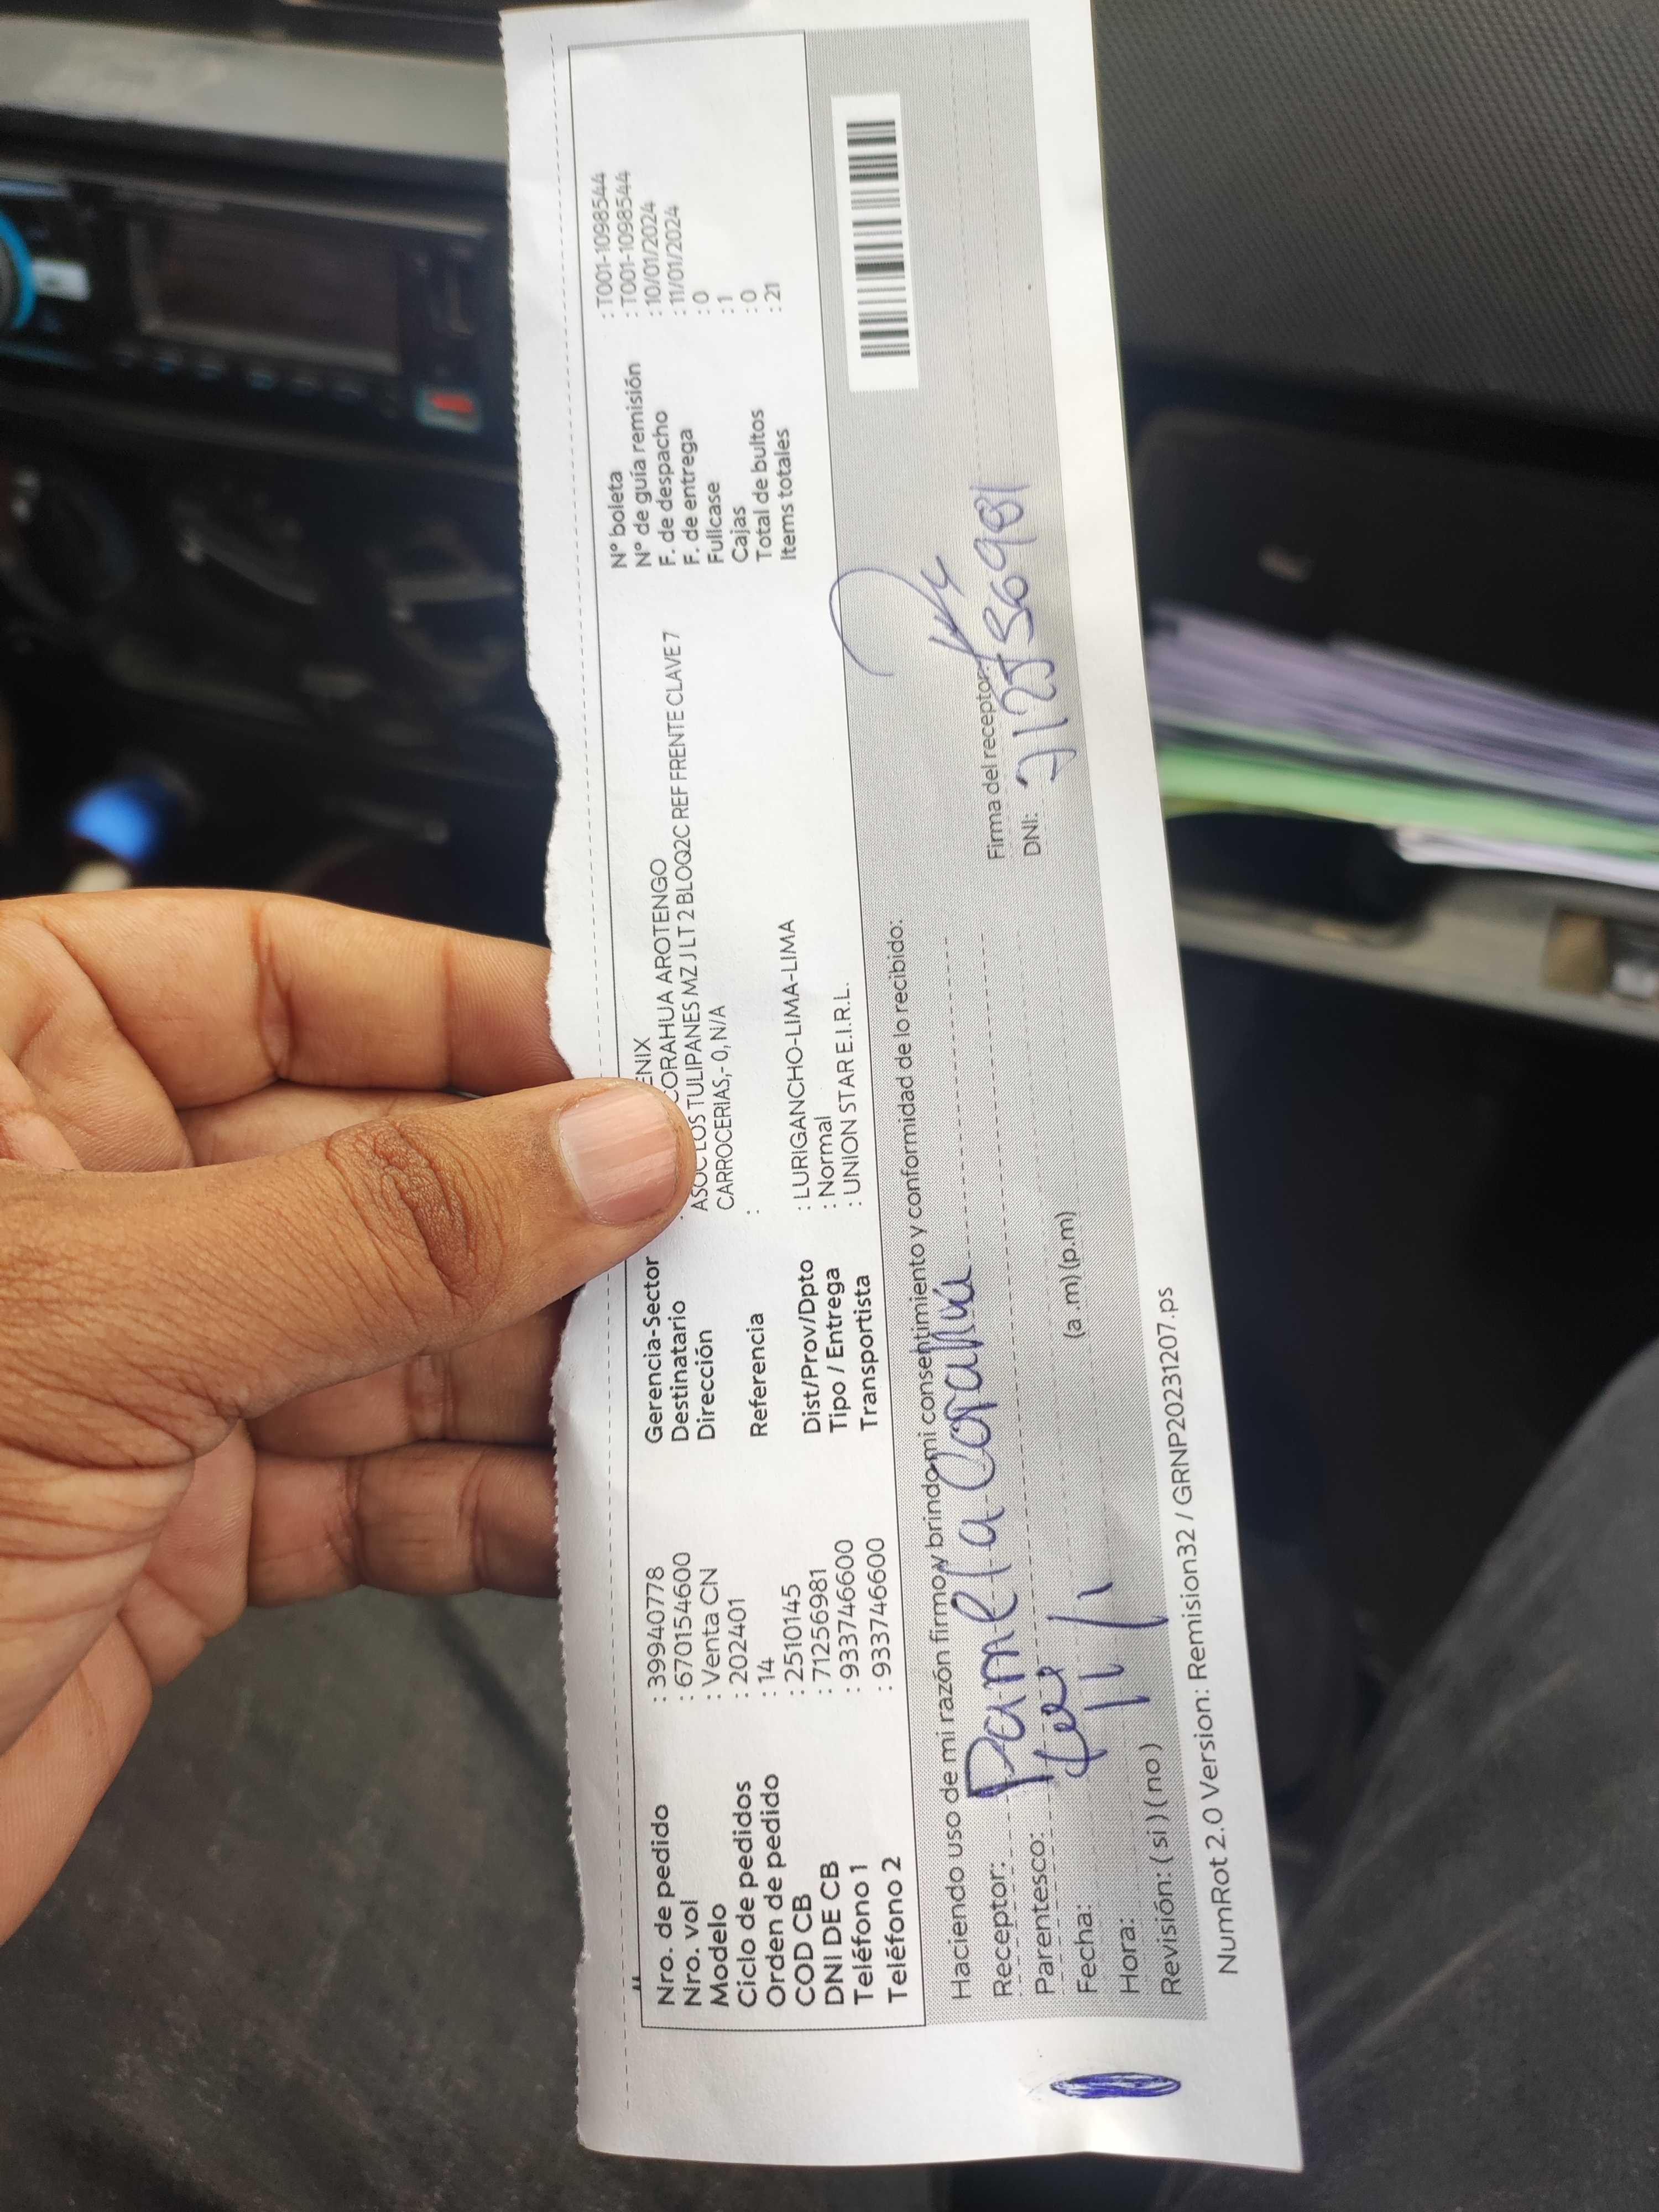 Nro. de pedido : 39940778
Nro. vol : 670154600
Modelo : Venta CN
Ciclo de pedidos : 202401
Orden de pedido : 14
COD CB : 2510145
DNI DE CB : 71256981
Teléfono 1 : 933746600
Teléfono 2 : 933746600
Gerencia-Sector ENIX
Destinatario CORAHUA AROTENGO
Dirección : ASOC LOS TULIPANES MZ J LT 2 BLOQ2C REF FRENTE CLAVE 7
CARROCERIAS,- 0, N/A
Referencia :
Dist/Prov/Dpto : LURIGANCHO-LIMA-LIMA
Tipo / Entrega : Normal
Transportista : UNION STAR E.I.R.L.
N° boleta : T001-1098544
N° de guía remisión : T001-1098544
F. de despacho : 10/01/2024
F. de entrega : 11/01/2024
Fullcase : 0
Cajas : 1
Total de bultos : 0
Items totales : 21
Haciendo uso de mi razón firmo y brindo mi consentimiento y conformidad de lo recibido:
Receptor: Pamela Corahua
Parentesco:
Fecha: 11/1
Hora: (a .m) (p.m)
Revisión: ( si ) ( no )
Firma del receptor:
DNI: 71256981
NumRot 2.0 Version: Remision32 / GRNP20231207.ps